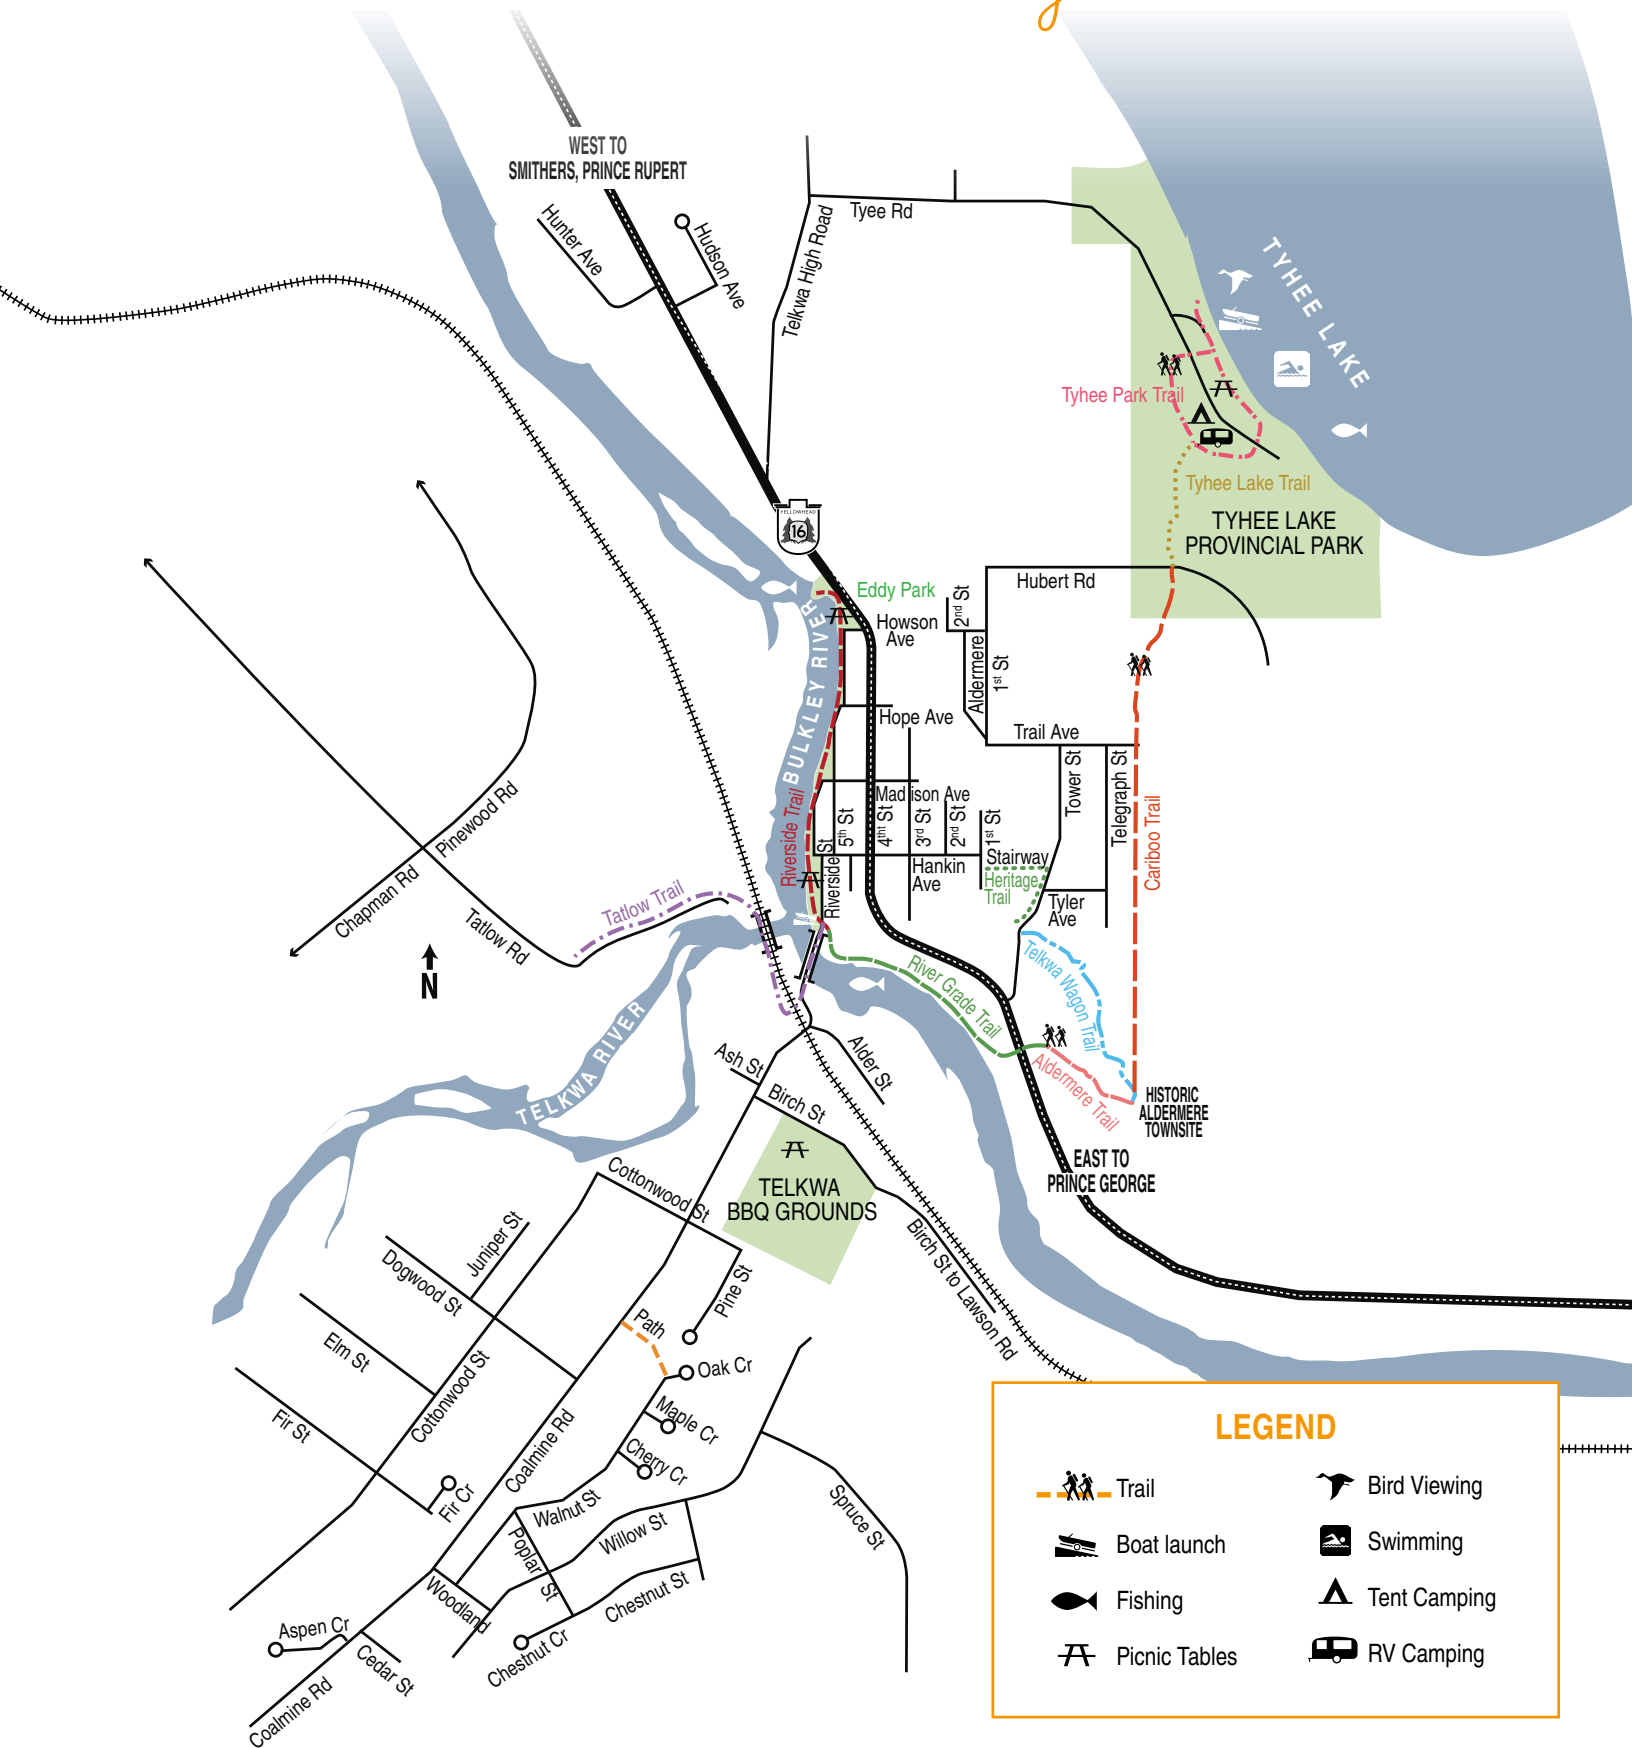 WEST TO
SMITHERS, PRINCE RUPERT
Hunter Ave
Hudson Ave
Telkwa High Road
Tyee Rd
TYHEE LAKE
Tyhee Park Trail
Tyhee Lake Trail
TYHEE LAKE
PROVINCIAL PARK
YELLOWHEAD
16
Eddy Park
Howson
Ave
2nd St
Hubert Rd
Aldermere
1st St
BULKLEY RIVER
Hope Ave
Trail Ave
Tower St
Telegraph St
Cariboo Trail
Madison Ave
Riverside Trail
Riverside St
5th St
4tht St
3rd St
2nd St
1st St
Hankin
Ave
Stairway
Heritage
Trail
Tyler
Ave
Pinewood Rd
Chapman Rd
Tatlow Rd
Tatlow Trail
N
TELKWA RIVER
River Grade Trail
Telkwa Wagon Trail
Aldermere Trail
HISTORIC
ALDERMERE
TOWNSITE
EAST TO
PRINCE GEORGE
Ash St
Alder St
Birch St
TELKWA
BBQ GROUNDS
Birch St to Lawson Rd
Cottonwood St
Juniper St
Dogwood St
Pine St
Path
Elm St
Cottonwood St
Oak Cr
Maple Cr
Cherry Cr
Fir St
Fir Cr
Coalmine Rd
Walnut St
Willow St
Poplar St
Chestnut St
Spruce St
Woodland
Chestnut Cr
Aspen Cr
Cedar St
Coalmine Rd
LEGEND
Trail
Boat launch
Fishing
Picnic Tables
Bird Viewing
Swimming
Tent Camping
RV Camping